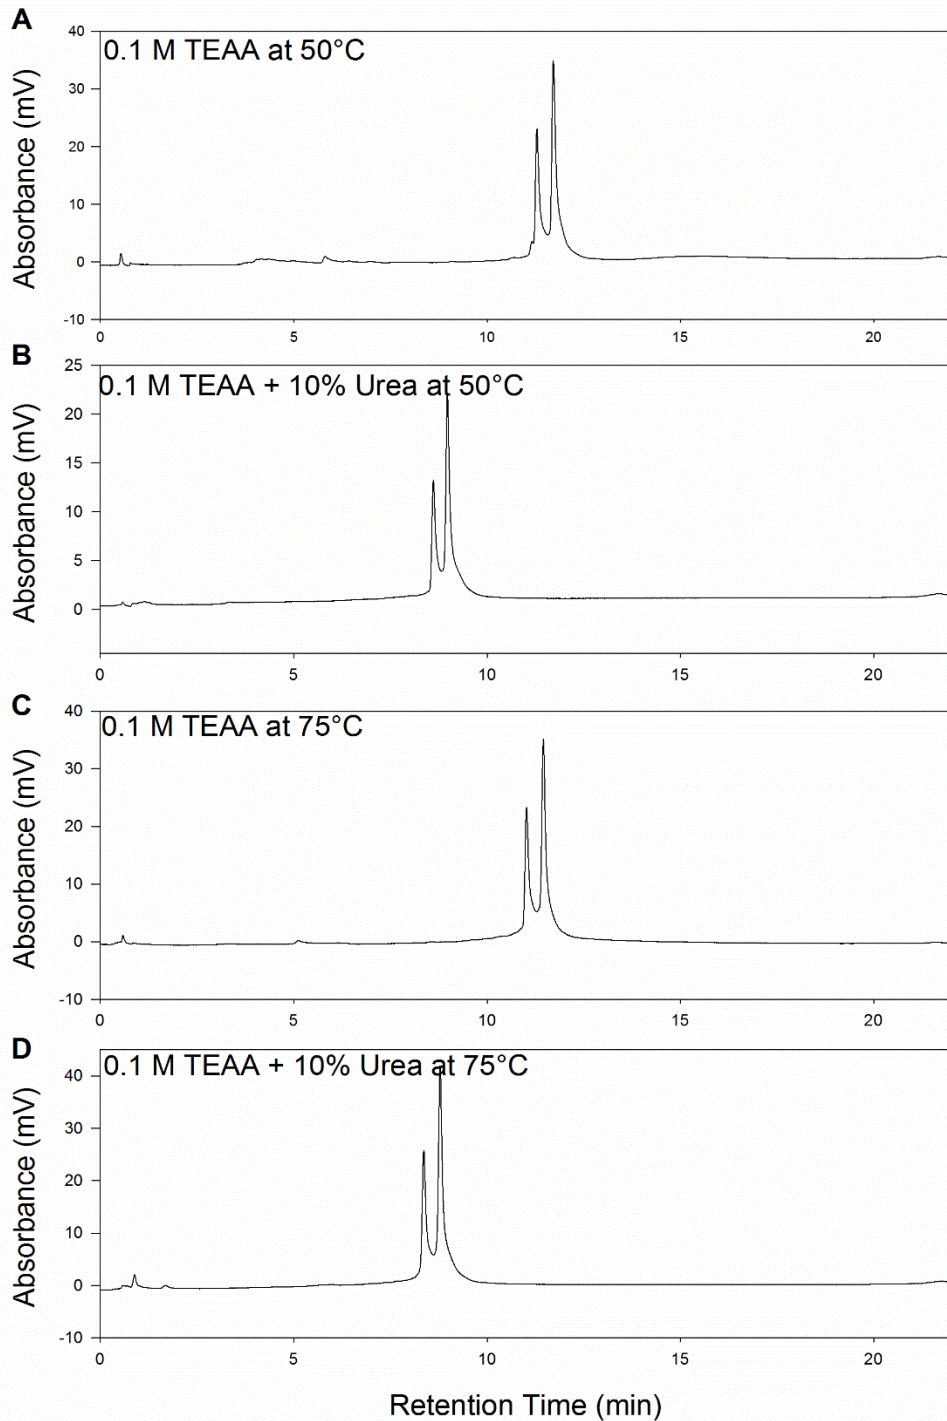 A
0.1 M TEAA at 50°C
Absorbance (mV)
40
30
20
10
0
-10
0 5 10 15 20
B
0.1 M TEAA + 10% Urea at 50°C
Absorbance (mV)
25
20
15
10
5
0
0 5 10 15 20
C
0.1 M TEAA at 75°C
Absorbance (mV)
40
30
20
10
0
-10
0 5 10 15 20
D
0.1 M TEAA + 10% Urea at 75°C
Absorbance (mV)
40
30
20
10
0
-10
0 5 10 15 20
Retention Time (min)